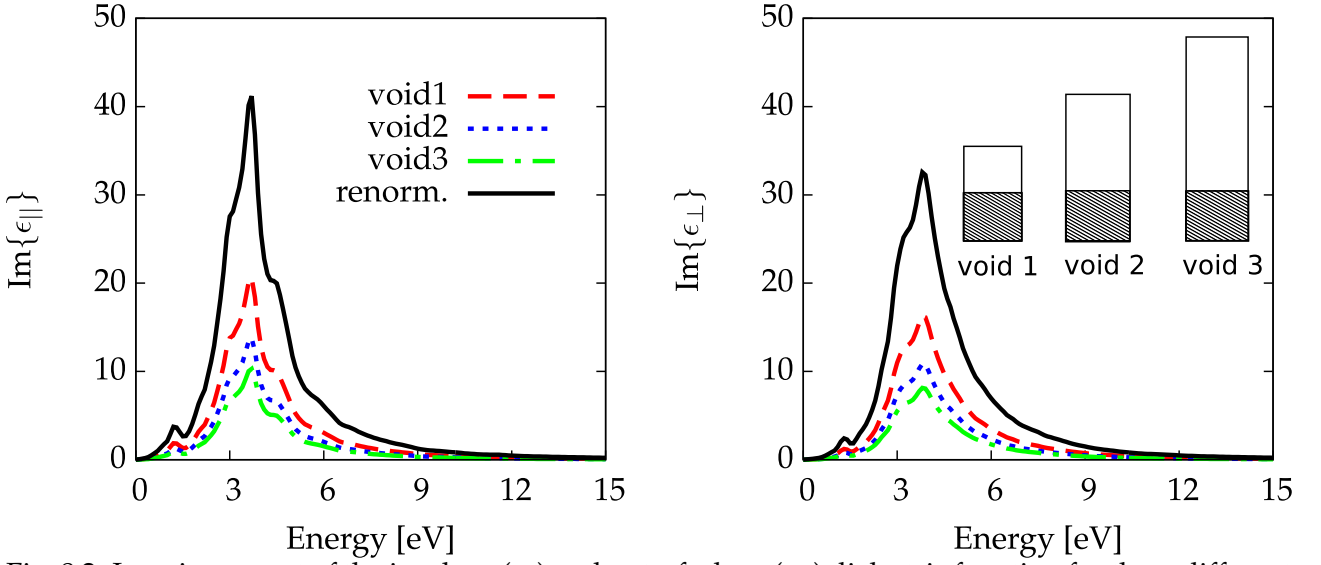 50
40
30
20
10
0
Im{ϵ∥}
void1
void2
void3
renorm.
0 3 6 9 12 15
Energy [eV]
50
40
30
20
10
0
Im{ϵ⊥}
void 1 void 2 void 3
0 3 6 9 12 15
Energy [eV]